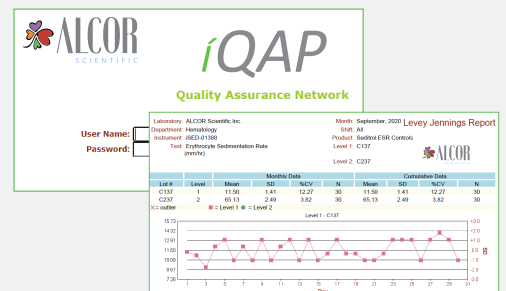 ALCOR
SCIENTIFIC
íQAP
Quality Assurance Network
User Name:
Password:
Laboratory: ALCOR Scientific Inc.
Month: September, 2020
Levey Jennings Report
Department: Hematology
Shift: All
Instrument: iSED-01388
Product: Seditrol ESR Controls
Test: Erythrocyte Sedimentation Rate
(mm/hr)
Level 1: C137
ALCOR
Level 2: C237
Monthly Data Cumulative Data
Lot # Level Mean SD %CV N Mean SD %CV N
C137 1 11.50 1.41 12.27 30 11.50 1.41 12.27 30
C237 2 65.13 2.49 3.82 30 65.13 2.49 3.82 30
X = outlier = Level 1 = Level 2
Level 1 - C137
15.72 +3.0
14.32 +2.0
12.91 +1.0
11.50 0.0
10.09 -1.0
8.67 -2.0
7.26 -3.0
SD
1 3 5 7 9 11 13 15 17 19 21 23 25 27 29 31
Day